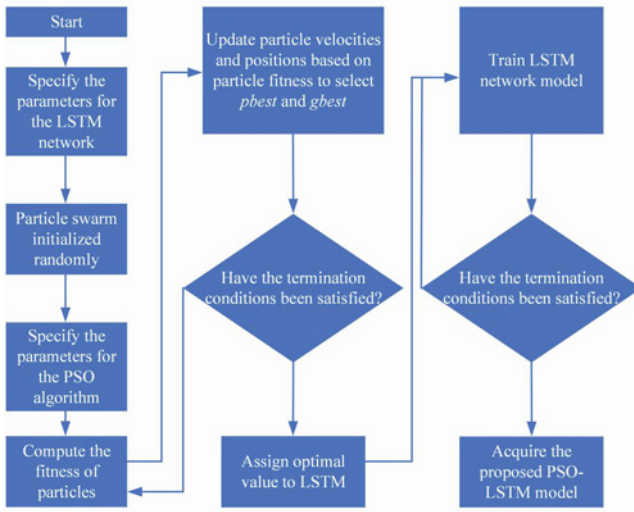 Start
Specify the
parameters for
the LSTM
network
Particle swarm
initialized
randomly
Specify the
parameters for
the PSO
algorithm
Compute the
fitness of
particles
Update particle velocities
and positions based on
particle fitness to select
pbest and gbest
Have the termination
conditions been satisfied?
Assign optimal
value to LSTM
Train LSTM
network model
Have the termination
conditions been satisfied?
Acquire the
proposed PSO-
LSTM model